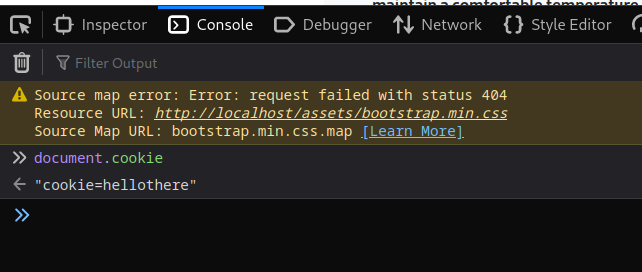 maintain a comfortable temperature
Inspector Console Debugger Network {} Style Editor
Filter Output
Source map error: Error: request failed with status 404
Resource URL: http://localhost/assets/bootstrap.min.css
Source Map URL: bootstrap.min.css.map [Learn More]
document.cookie
"cookie=hellothere"